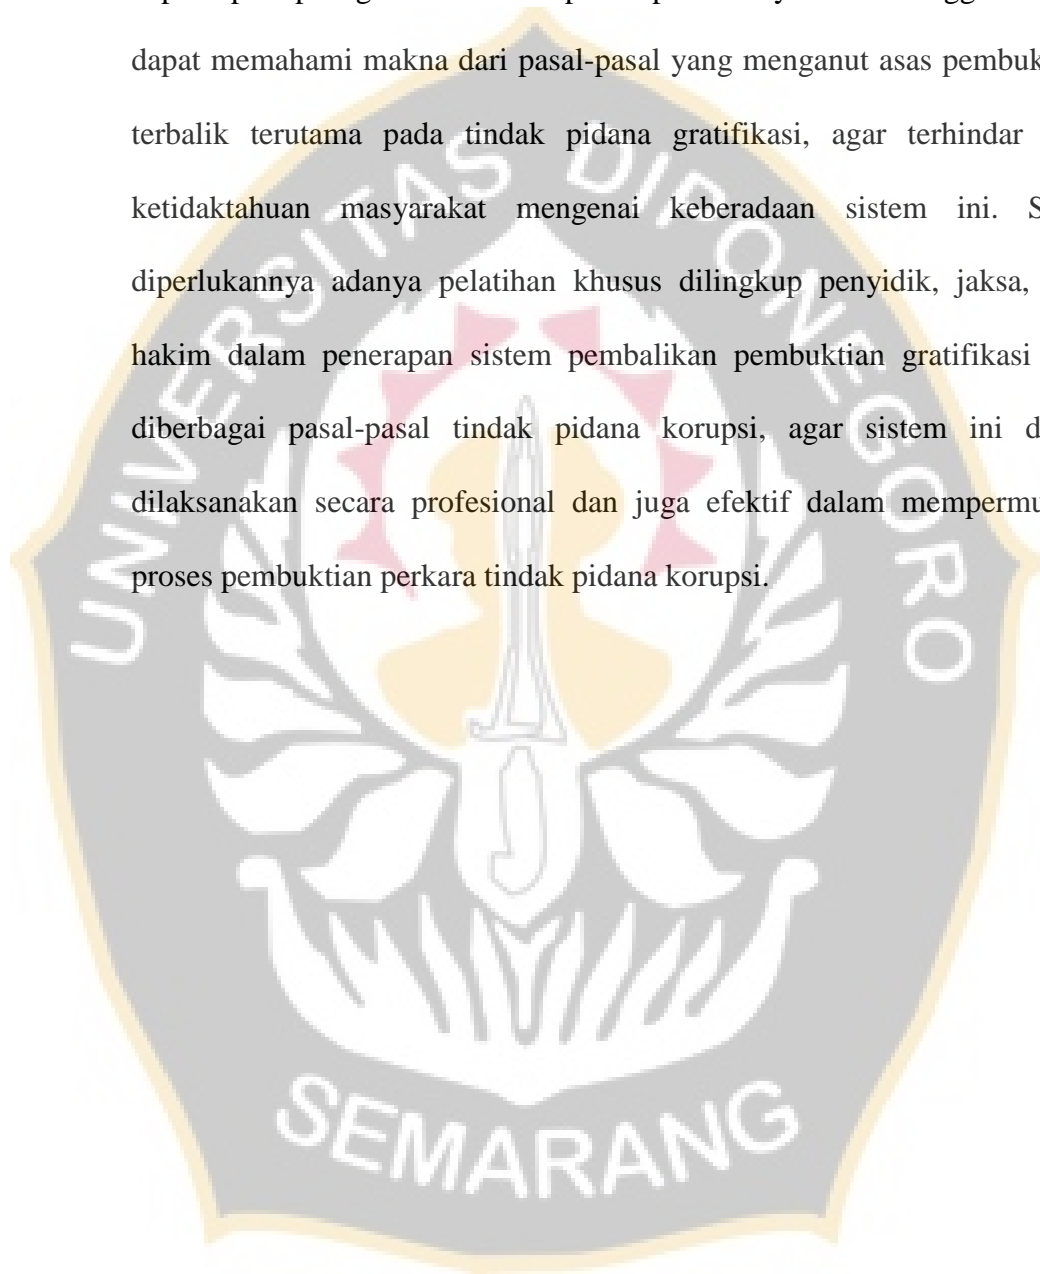 dapat memahami makna dari pasal-pasal yang menganut asas
terbalik terutama pada tindak pidana gratifikasi, agar terhindar
ketidaktahuan masyarakat mengenai keberadaan sistem ini.
diperlukannya adanya pelatihan khusus dilingkup penyidik, jaksa,
hakim dalam penerapan sistem pembalikan pembuktian gratifikasi
diberbagai pasal-pasal tindak pidana korupsi, agar sistem ini
dilaksanakan secara profesional dan juga efektif dalam
proses pembuktian perkara tindak pidana korupsi.
UNIVERSITAS DIPONEGORO
SEMARANG